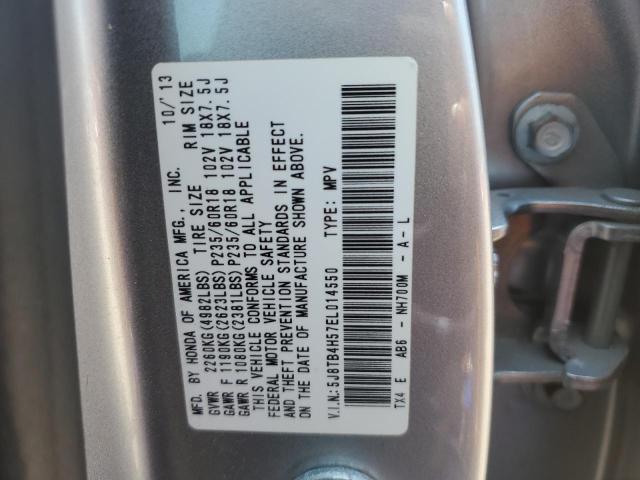 MFD. BY HONDA OF AMERICA MFG., INC. 10/'13
GVWR 2260KG(4982LBS) TIRE SIZE RIM SIZE
GAWR F 1190KG(2623LBS)P235/60R18 102V 18X7.5J
GAWR R 1080KG(2381LBS)P235/60R18 102V 18X7.5J
THIS VEHICLE CONFORMS TO ALL APPLICABLE
FEDERAL MOTOR VEHICLE SAFETY
AND THEFT PREVENTION STANDARDS IN EFFECT
ON THE DATE OF MANUFACTURE SHOWN ABOVE.
V.I.N.:5J8TB4H57EL014550 TYPE: MPV
TX4 E AB6 - NH700M - A - L